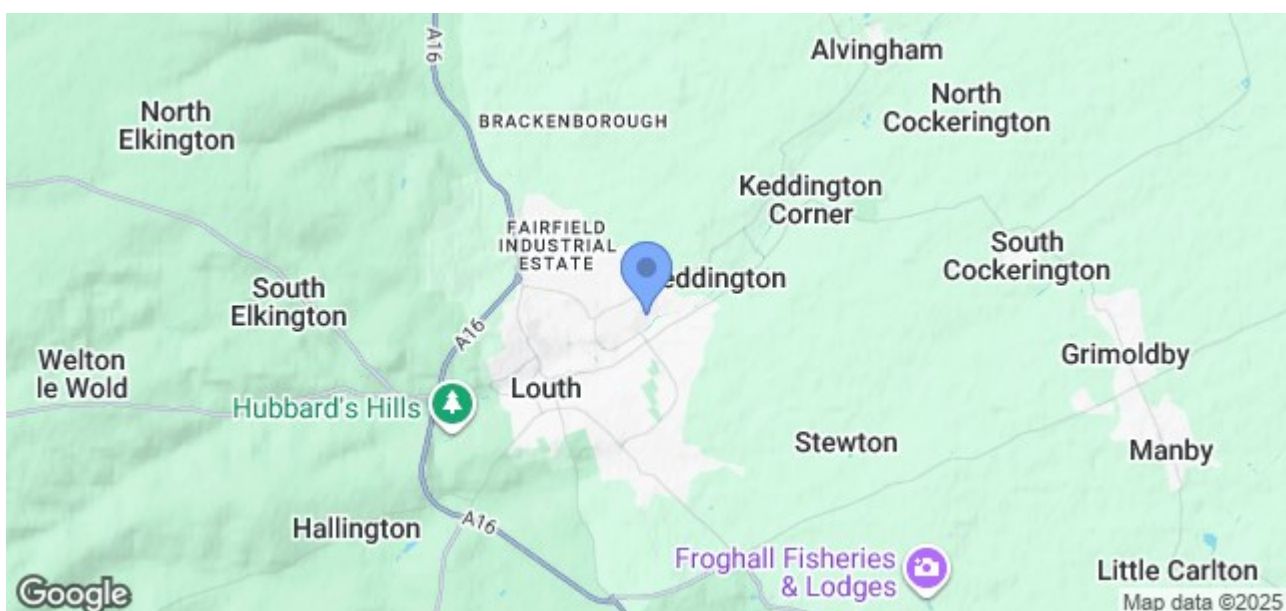 A16
Alvingham
North
Elkington
North
Cockerington
BRACKENBOROUGH
Keddington
Corner
FAIRFIELD
INDUSTRIAL
ESTATE
South
Cockerington
eddington
South
Elkington
A16
Welton
le Wold
Grimoldby
Louth
Hubbard's Hills
Stewton
Manby
Hallington
A16
Froghall Fisheries
& Lodges
Little Carlton
Google
Map data ©2025